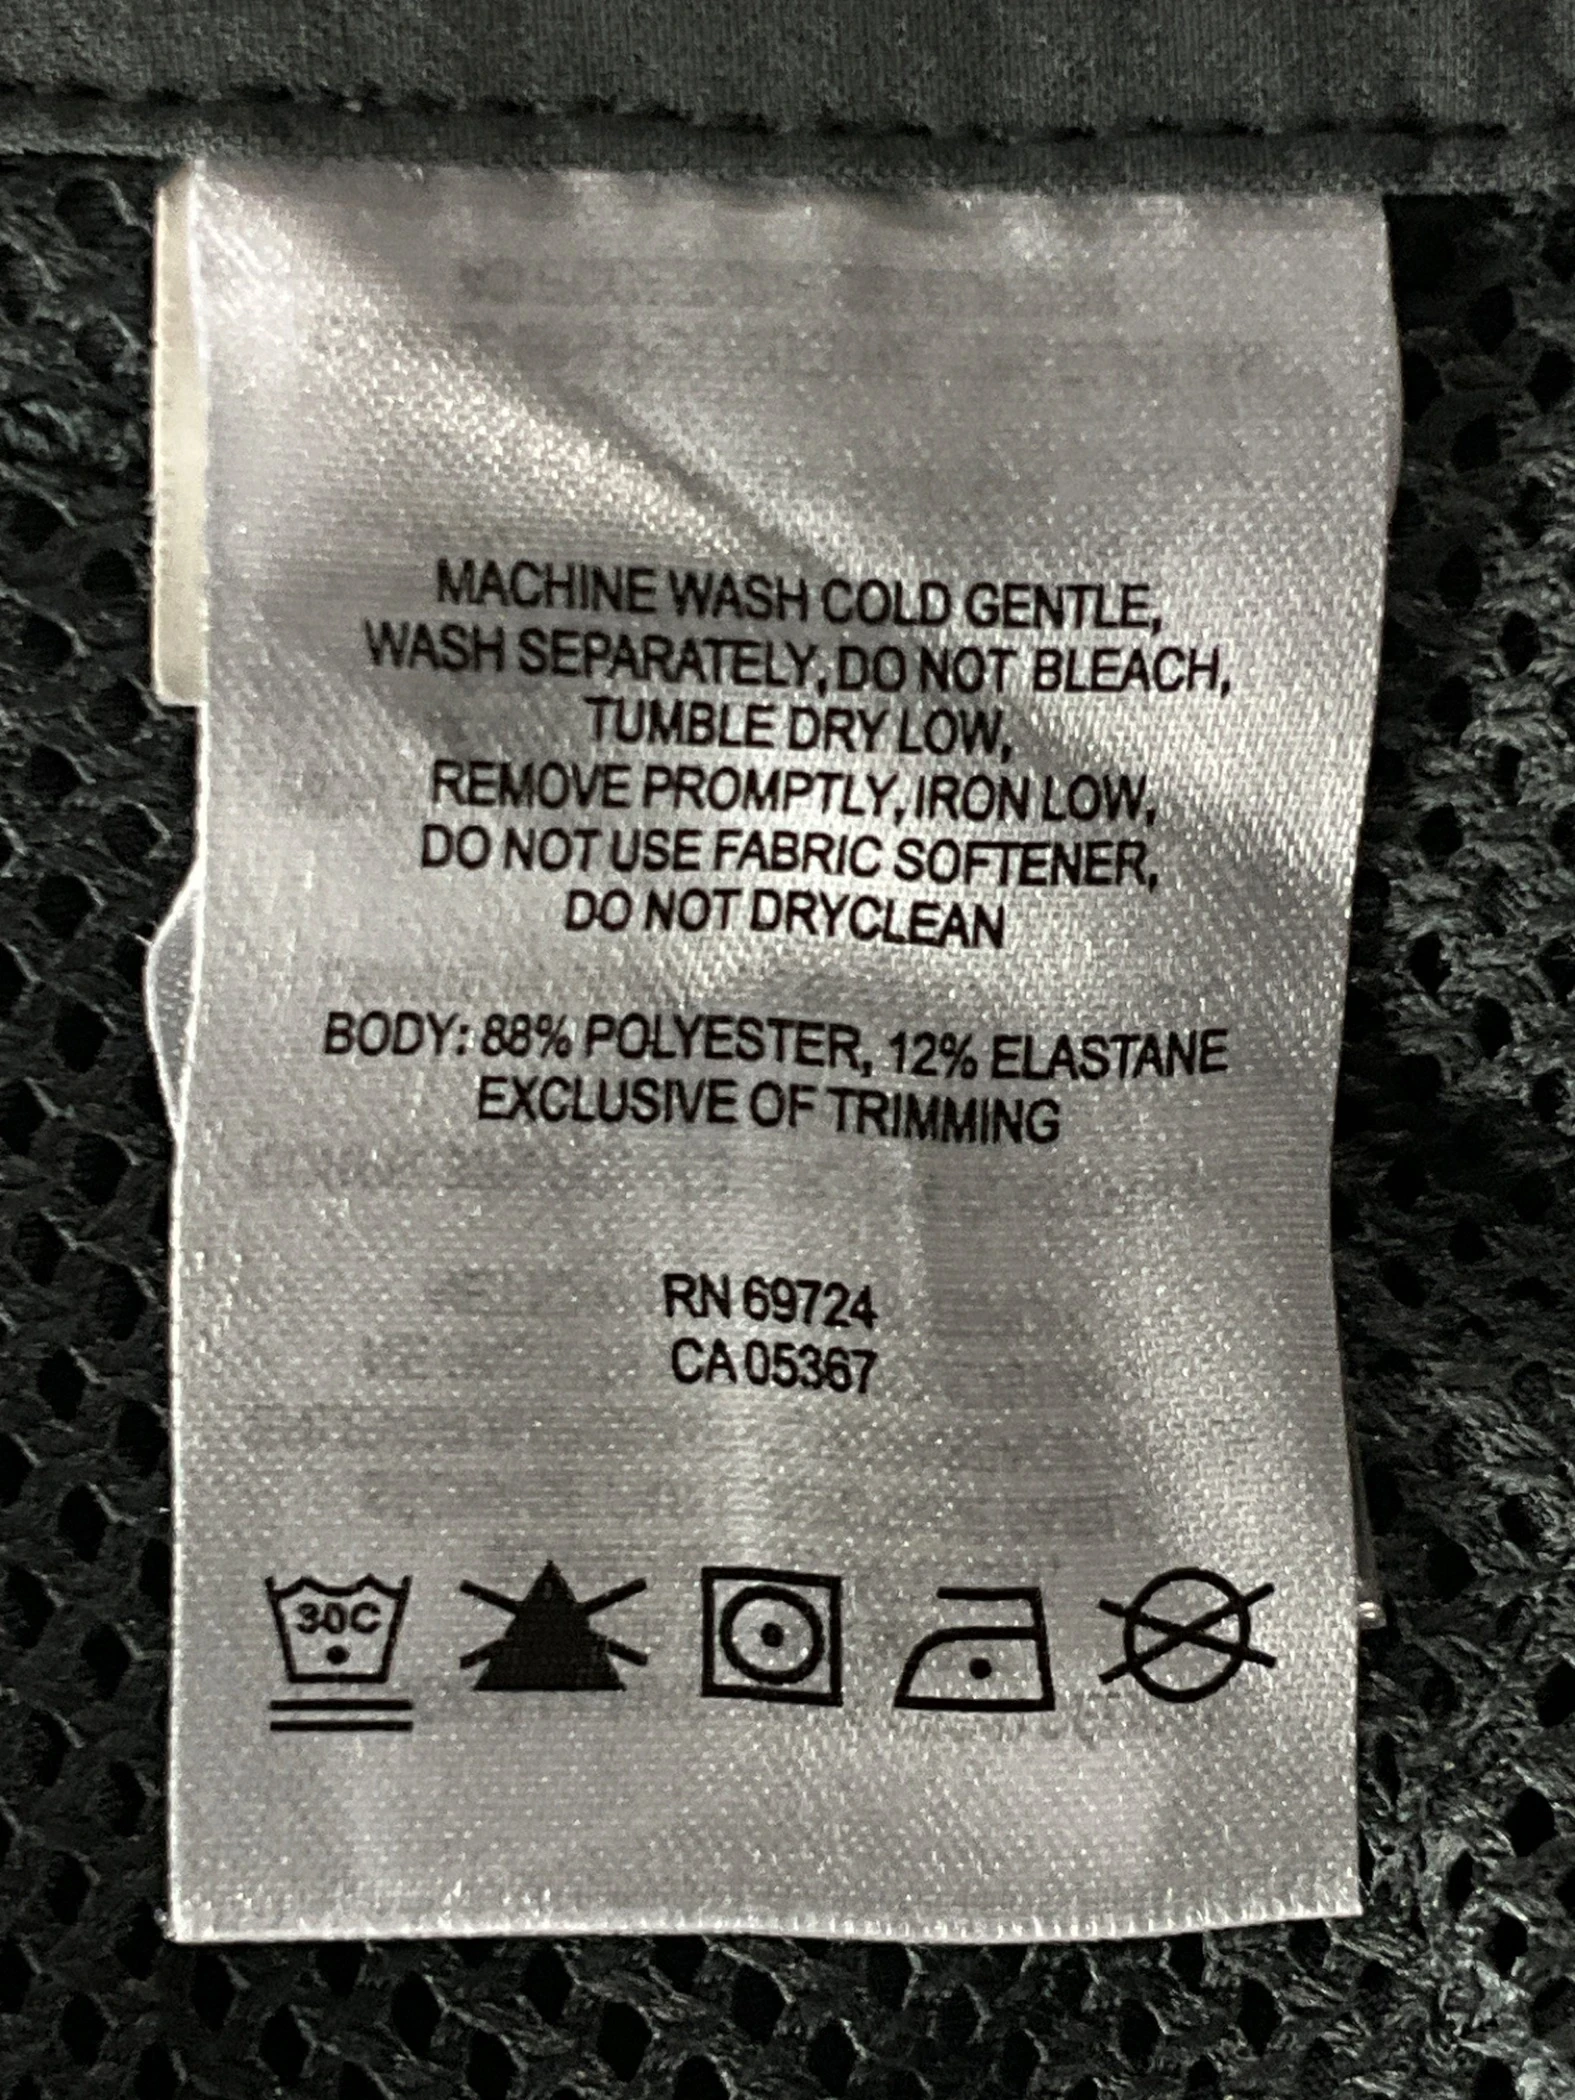 MACHINE WASH COLD GENTLE,
WASH SEPARATELY, DO NOT BLEACH,
TUMBLE DRY LOW,
REMOVE PROMPTLY, IRON LOW,
DO NOT USE FABRIC SOFTENER,
DO NOT DRYCLEAN
BODY: 88% POLYESTER, 12% ELASTANE
EXCLUSIVE OF TRIMMING
RN 69724
CA 05367
30C